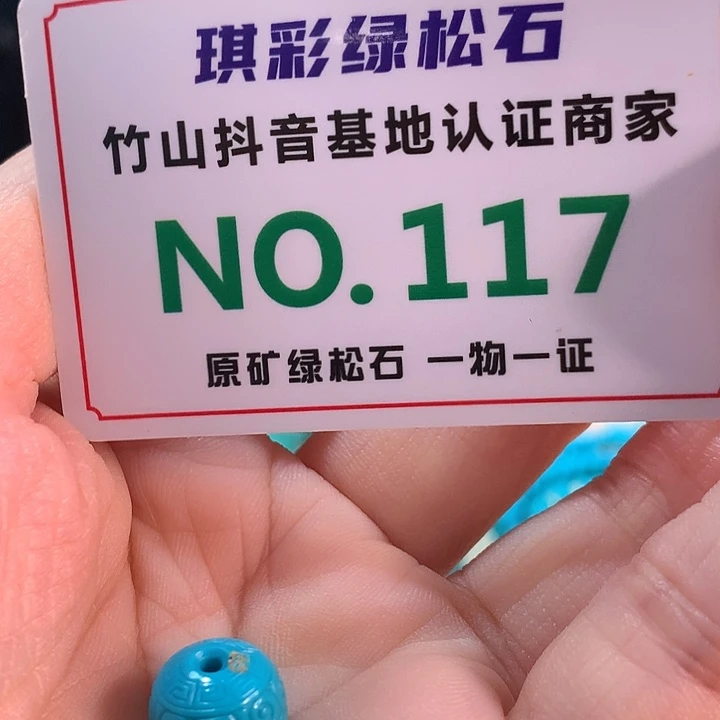 琪彩绿松石
竹山抖音基地认证商家
NO.117
原矿绿松石 一物一证